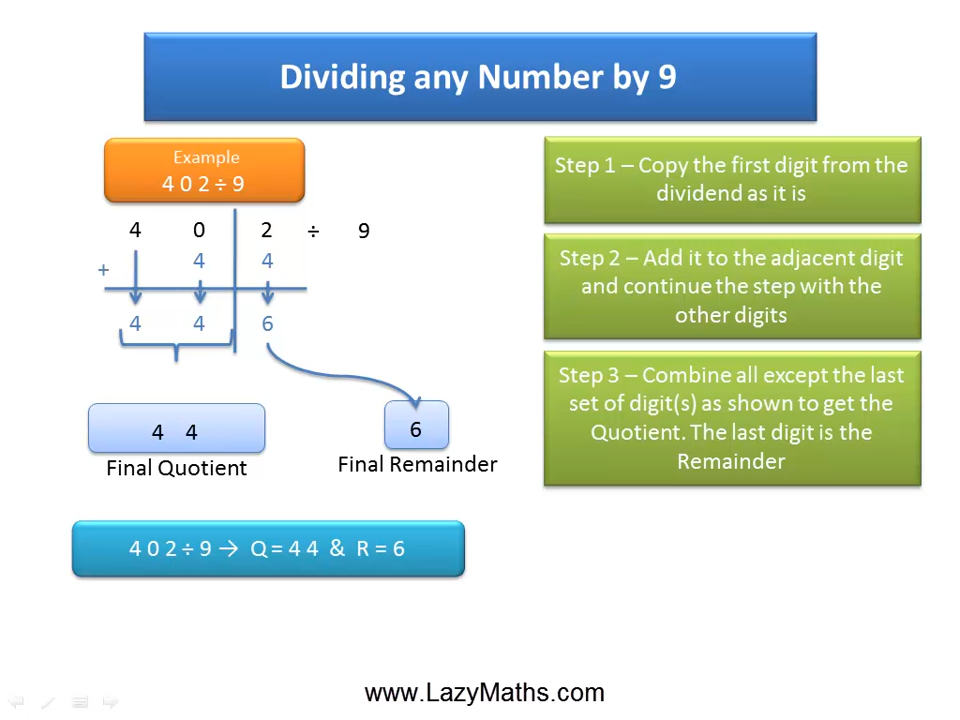 Dividing any Number by 9
Example
4 0 2 ÷ 9
4 0 2 ÷ 9
+ 4 4
4 4 6
4 4
Final Quotient
6
Final Remainder
4 0 2 ÷ 9 → Q = 4 4 & R = 6
Step 1 – Copy the first digit from the
dividend as it is
Step 2 – Add it to the adjacent digit
and continue the step with the
other digits
Step 3 – Combine all except the last
set of digit(s) as shown to get the
Quotient. The last digit is the
Remainder
www.LazyMaths.com